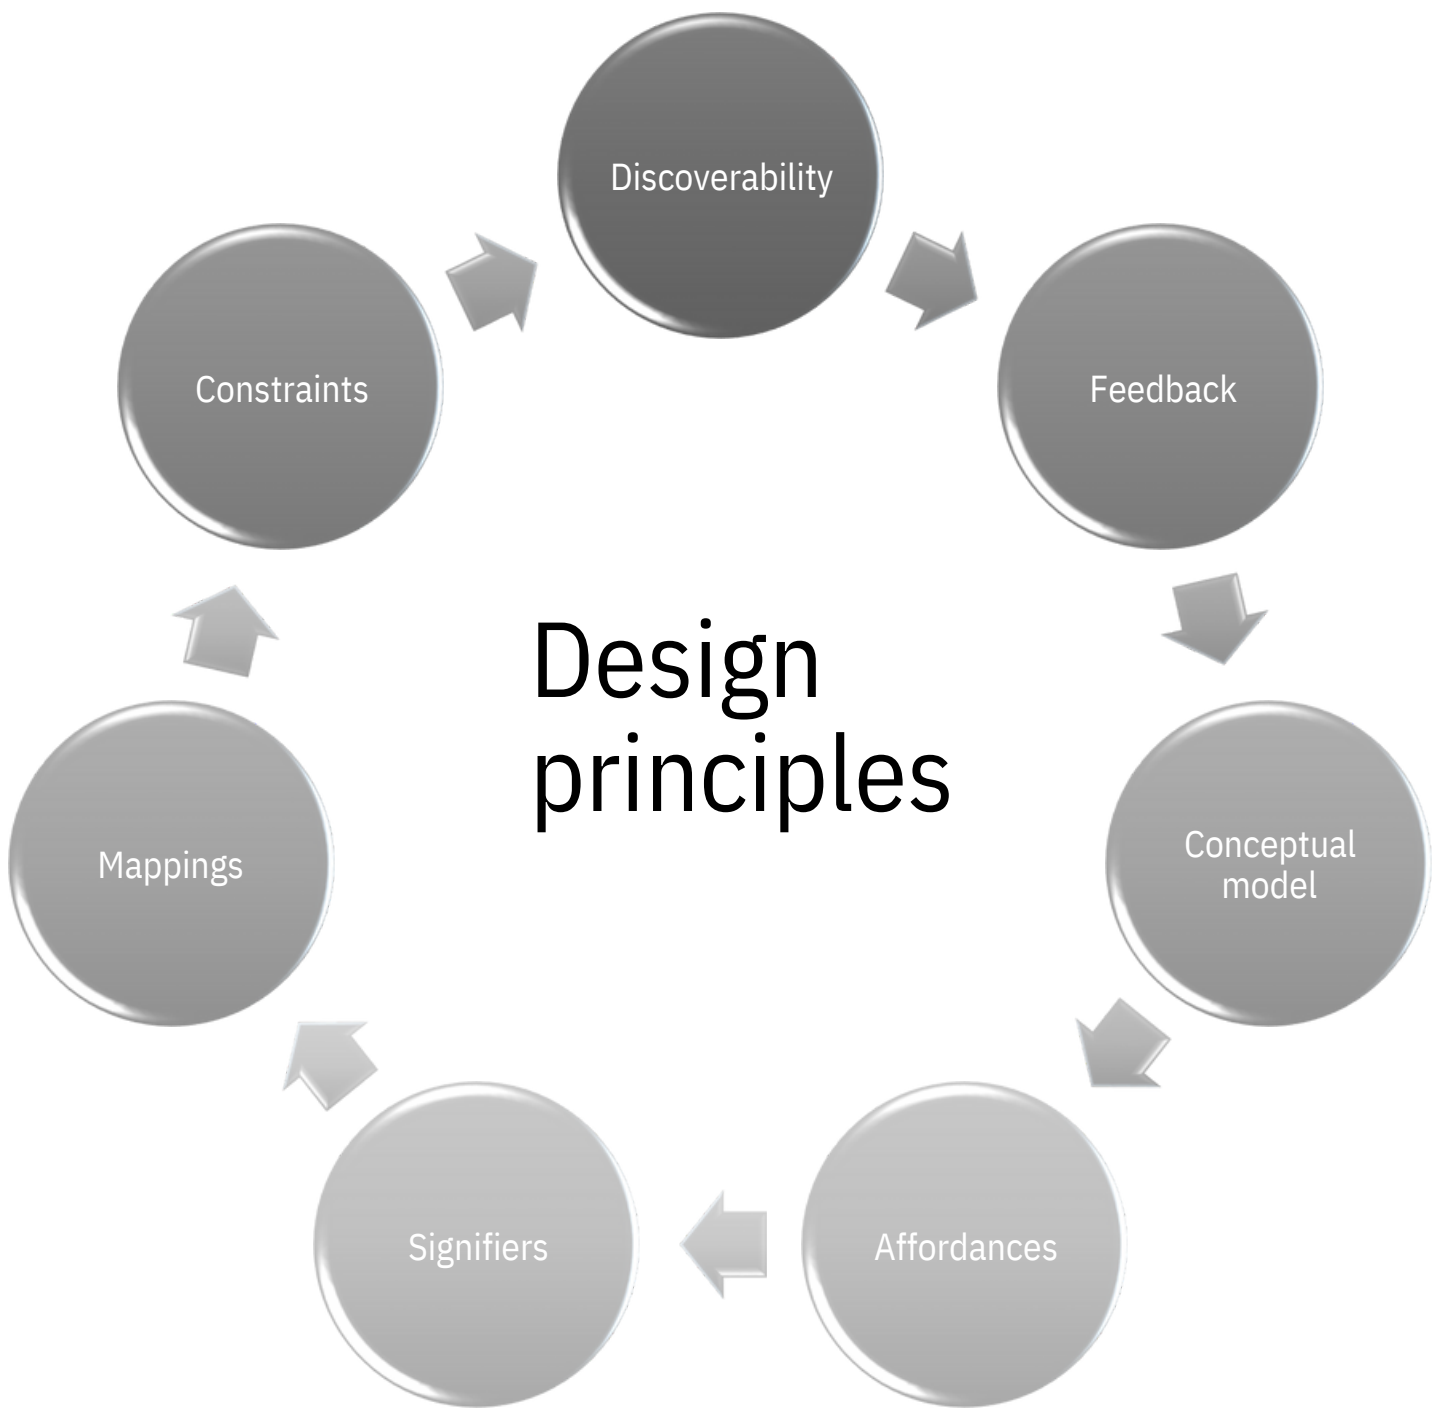 Discoverability
Feedback
Conceptual
model
Affordances
Signifiers
Mappings
Constraints
Design
principles